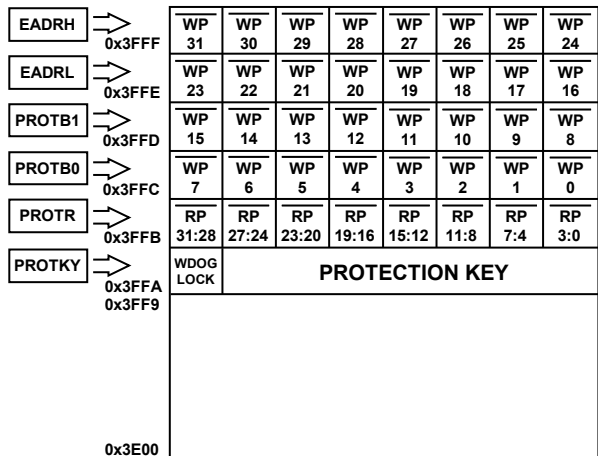 EADRH
0x3FFF
WP WP WP WP WP WP WP WP
31 30 29 28 27 26 25 24
EADRL
0x3FFE
WP WP WP WP WP WP WP WP
23 22 21 20 19 18 17 16
PROTB1
0x3FFD
WP WP WP WP WP WP WP WP
15 14 13 12 11 10 9 8
PROTB0
0x3FFC
WP WP WP WP WP WP WP WP
7 6 5 4 3 2 1 0
PROTR
0x3FFB
RP RP RP RP RP RP RP RP
31:28 27:24 23:20 19:16 15:12 11:8 7:4 3:0
PROTKY
0x3FFA
WDOG
LOCK
PROTECTION KEY
0x3FF9
0x3E00